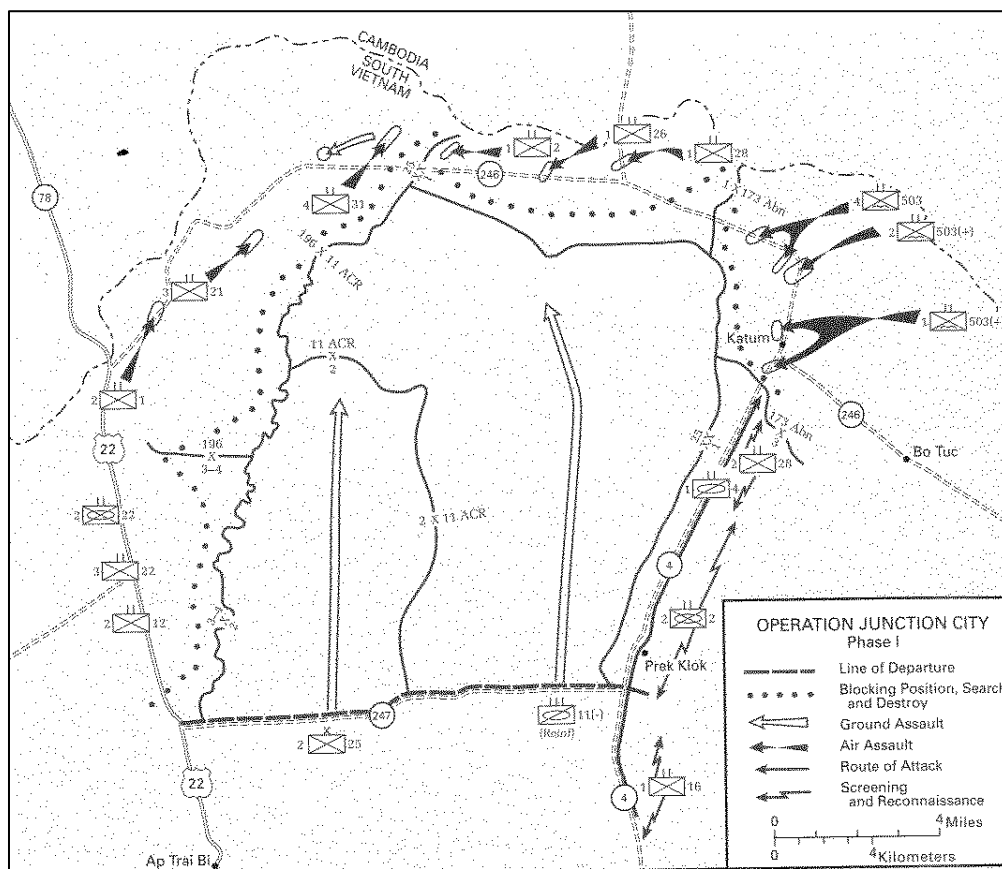 CAMBODIA
SOUTH
VIETNAM
78
246
1 26
1 2
1 28
4 31
1 X 173 Abn
4 503
2 503(+)
196 X 11 ACR
3 21
1 503(+)
Katum
11 ACR
X
2
2 1
246
22
196
X
3-4
173 Abn
X
3
Bo Tuc
2 28
1 4
2 22
2 X 11 ACR
3 22
4
2 12
2 2
Prek Klok
247
11(-)
(Reinf)
X
2 25
22
4
1 16
Ap Trai Bi
OPERATION JUNCTION CITY
Phase I
Line of Departure
Blocking Position, Search
and Destroy
Ground Assault
Air Assault
Route of Attack
Screening
and Reconnaissance
0 4 Miles
0 4 Kilometers